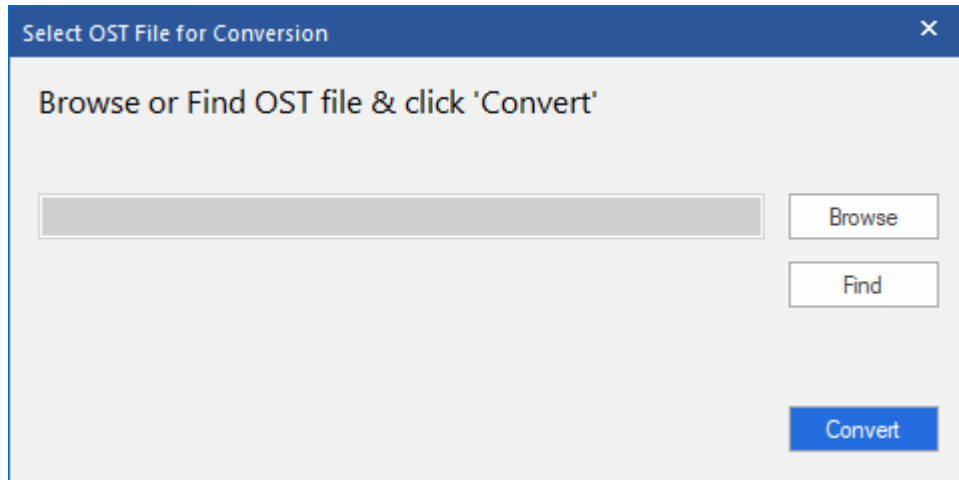 Select OST File for Conversion
Browse or Find OST file & click 'Convert'
Browse
Find
Convert